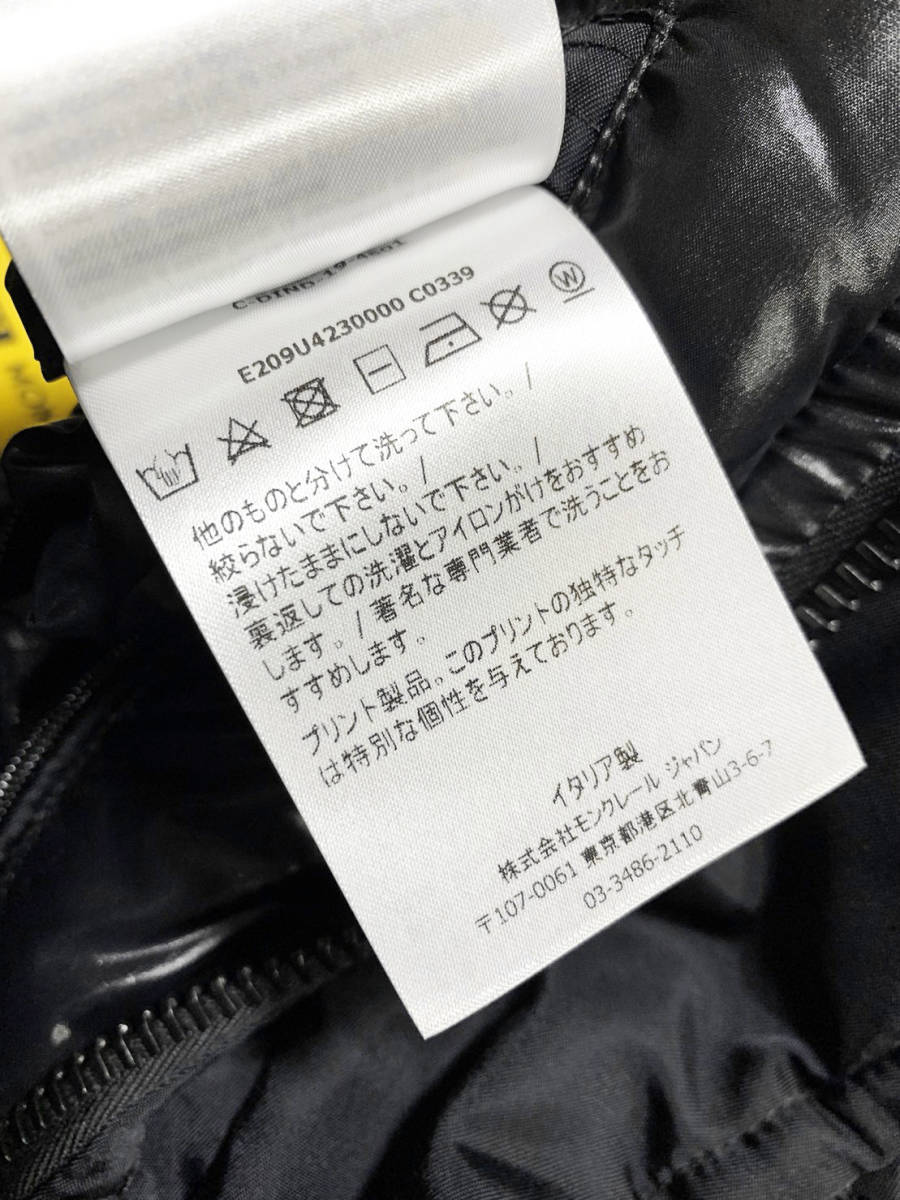 E209U4230000 C0339
W
他のものと分けて洗って下さい。/
絞らないで下さい。/
浸けたままにしないで下さい。/
裏返しての洗濯とアイロンがけをおすすめ
します。/ 著名な専門業者で洗うことをお
すすめします。
プリント製品。このプリントの独特なタッチ
は特別な個性を与えております。
イタリア製
株式会社モンクレール ジャパン
〒107-0061 東京都港区北青山3-6-7
03-3486-2110